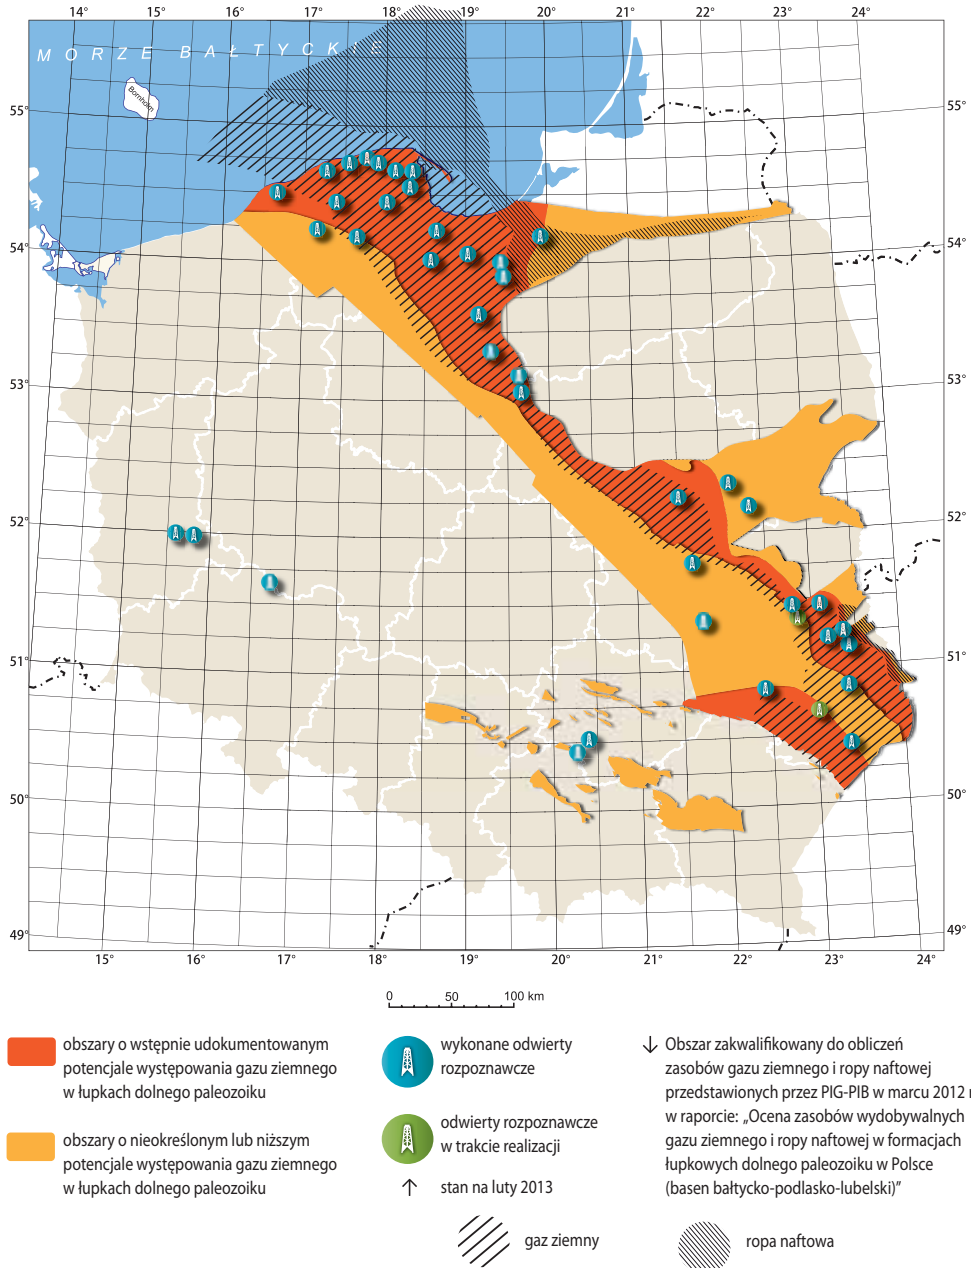 14° 15° 16° 17° 18° 19° 20° 21° 22° 23° 24°
MORZE BAŁTYCKIE
Bornholm
55° 55°
54° 54°
53° 53°
52° 52°
51° 51°
50° 50°
49° 49°
15° 16° 17° 18° 19° 20° 21° 22° 23° 24°
0 50 100 km
obszary o wstępnie udokumentowanym
potencjale występowania gazu ziemnego
w łupkach dolnego paleozoiku
obszary o nieokreślonym lub niższym
potencjale występowania gazu ziemnego
w łupkach dolnego paleozoiku
wykonane odwierty
rozpoznawcze
odwierty rozpoznawcze
w trakcie realizacji
↑ stan na luty 2013
↓ Obszar zakwalifikowany do obliczeń
zasobów gazu ziemnego i ropy naftowej
przedstawionych przez PIG-PIB w marcu 2012
w raporcie: „Ocena zasobów wydobywalnych
gazu ziemnego i ropy naftowej w formacjach
łupkowych dolnego paleozoiku w Polsce
(basen bałtycko-podlasko-lubelski)”
gaz ziemny
ropa naftowa